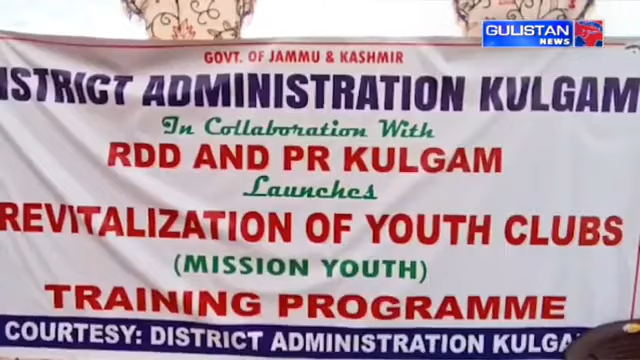 GULISTAN
NEWS
GOVT. OF JAMMU & KASHMIR
DISTRICT ADMINISTRATION KULGAM
In Collaboration With
RDD AND PR KULGAM
Launches
REVITALIZATION OF YOUTH CLUBS
(MISSION YOUTH)
TRAINING PROGRAMME
COURTESY: DISTRICT ADMINISTRATION KULGA